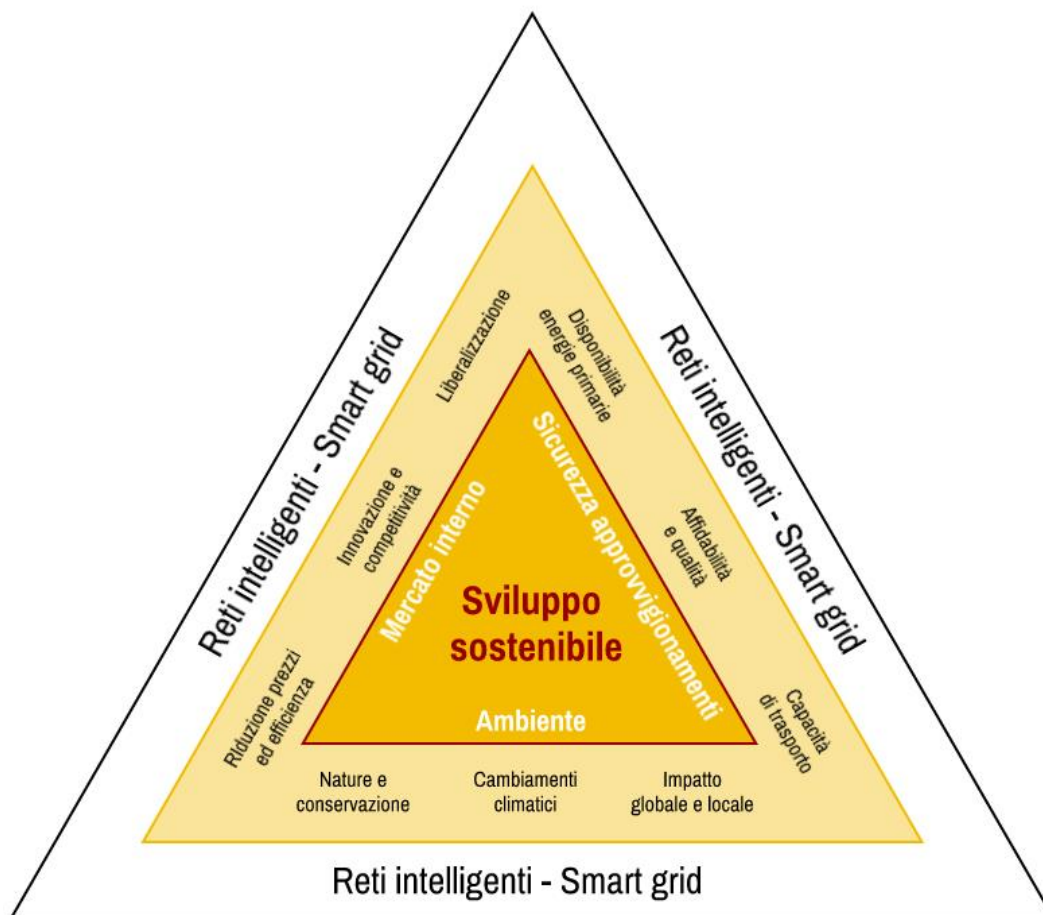 Reti intelligenti - Smart grid
Reti intelligenti - Smart grid
Liberalizzazione
Innovazione e
competitività
RIduzione prezzi
ed efficienza
Disponibilità
energie primarie
Affidabilità
e qualità
Capacità
di trasporto
Mercato interno
Sicurezza approvvigionamenti
Sviluppo
sostenibile
Ambiente
Nature e
conservazione
Cambiamenti
climatici
Impatto
globale e locale
Reti intelligenti - Smart grid